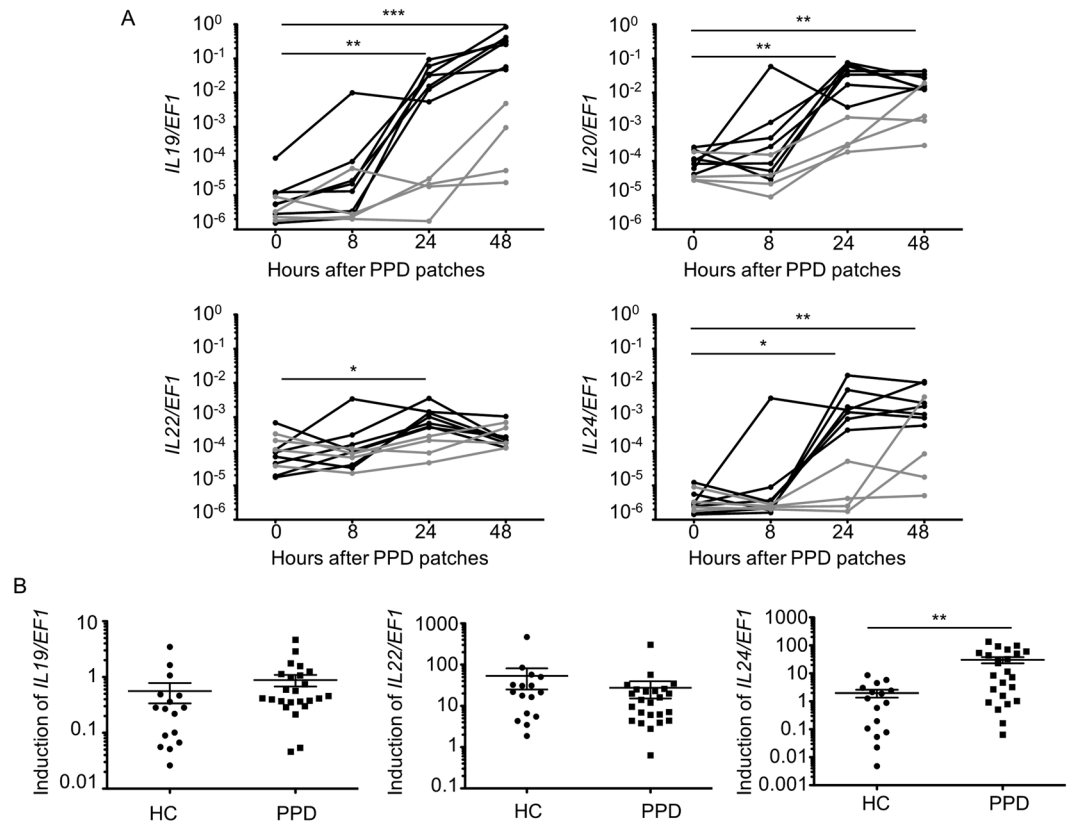 A
IL19/EF1
10⁰
10⁻¹
10⁻²
10⁻³
10⁻⁴
10⁻⁵
10⁻⁶
***
**
0 8 24 48
Hours after PPD patches
IL20/EF1
10⁰
10⁻¹
10⁻²
10⁻³
10⁻⁴
10⁻⁵
10⁻⁶
**
**
0 8 24 48
Hours after PPD patches
IL22/EF1
10⁰
10⁻¹
10⁻²
10⁻³
10⁻⁴
10⁻⁵
10⁻⁶
*
0 8 24 48
Hours after PPD patches
IL24/EF1
10⁰
10⁻¹
10⁻²
10⁻³
10⁻⁴
10⁻⁵
10⁻⁶
**
*
0 8 24 48
Hours after PPD patches
B
Induction of IL19/EF1
10
1
0.1
0.01
HC PPD
Induction of IL22/EF1
1000
100
10
1
0.1
HC PPD
Induction of IL24/EF1
1000
100
10
1
0.1
0.01
0.001
**
HC PPD